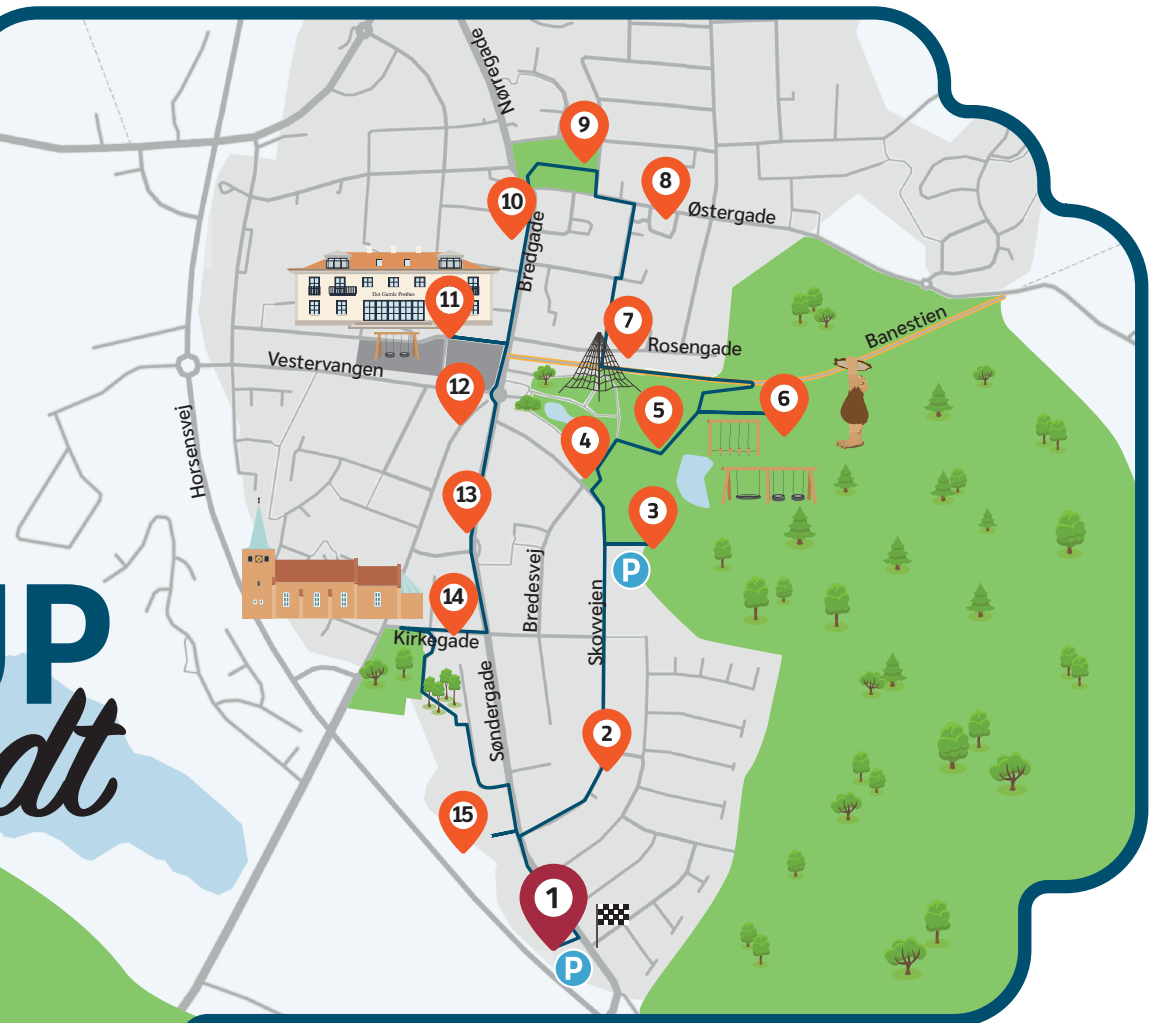 Nørregade
9
8
10
Østergade
Bredgade
11
Det Gamle Posthus
7
Rosengade
Banestien
Vestervangen
12
6
5
4
Horsensvej
13
3
P
14
Bredesvej
Skovvejen
Kirkegade
UP
dt
Søndergade
2
15
1
P